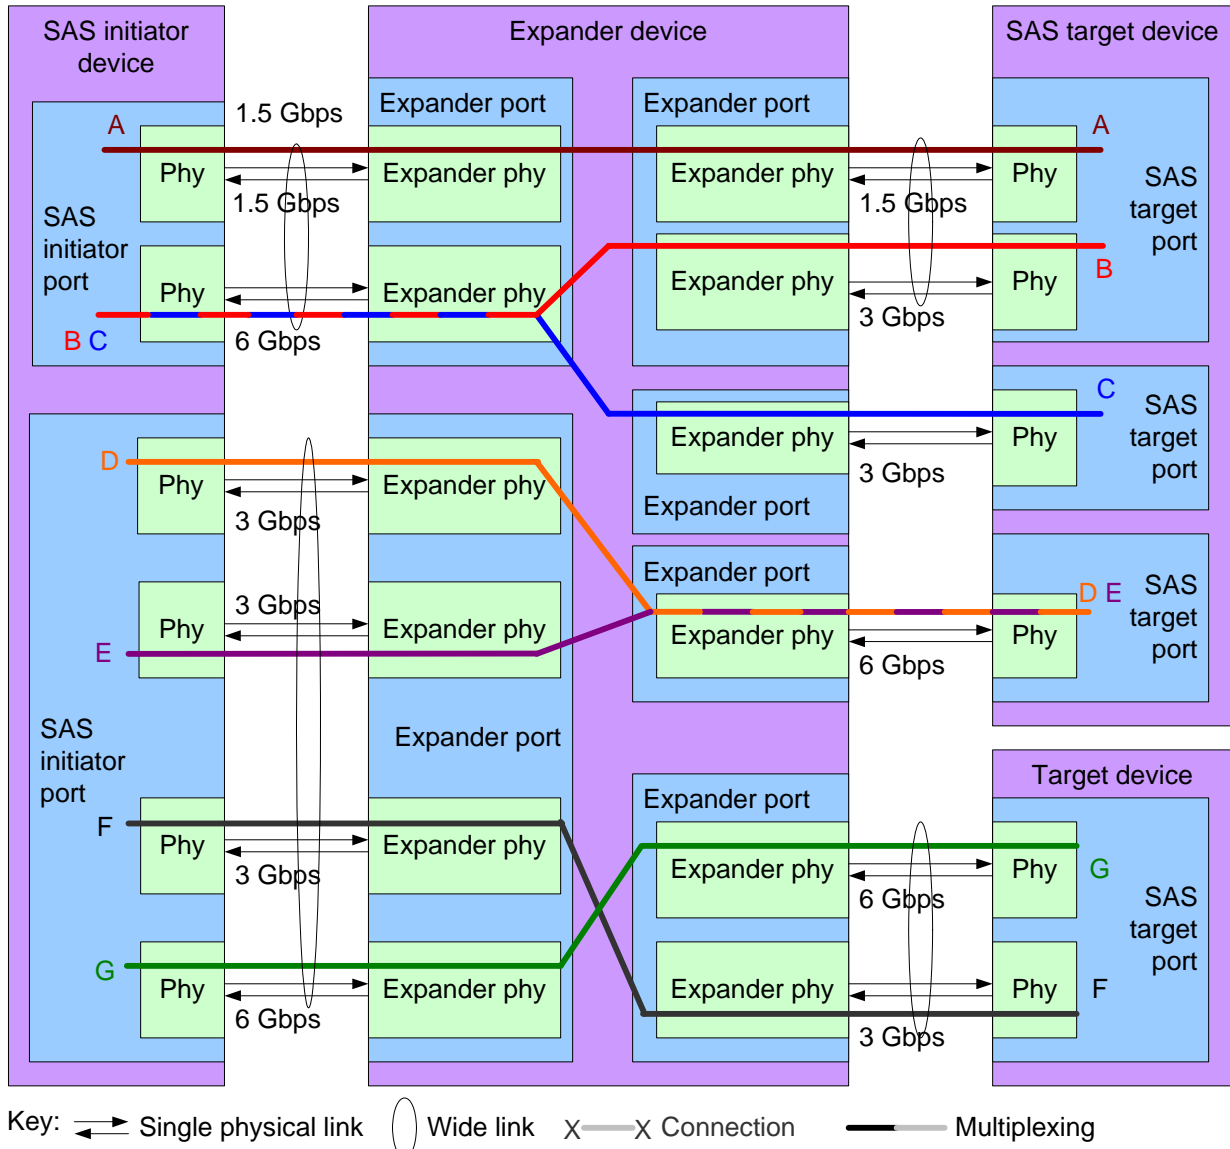 SAS initiator
device
Expander device
SAS target device
Expander port
Expander port
1.5 Gbps
A
A
Phy
Expander phy
Expander phy
Phy
1.5 Gbps
1.5 Gbps
SAS
target
port
SAS
initiator
port
Phy
Expander phy
Expander phy
Phy
B
B C
6 Gbps
3 Gbps
C
Expander phy
Phy
SAS
target
port
3 Gbps
Expander port
D
Phy
Expander phy
3 Gbps
Expander port
D E
SAS
target
port
3 Gbps
Phy
Expander phy
Expander phy
Phy
E
6 Gbps
SAS
initiator
port
Expander port
Target device
Expander port
F
Phy
Expander phy
3 Gbps
Expander phy
Phy
G
6 Gbps
SAS
target
port
G
Phy
Expander phy
6 Gbps
Expander phy
Phy
F
3 Gbps
Key:
Single physical link
Wide link
X X Connection
Multiplexing